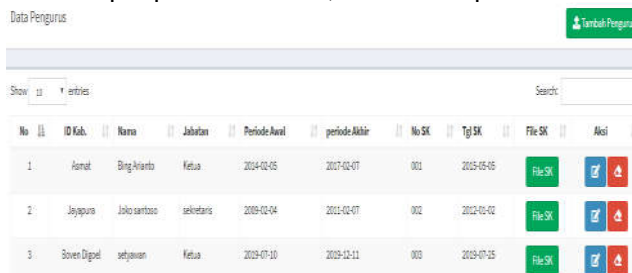 Data Pengurus
Tambah Pengurus
Show 10 entries
Search:
No ID Kab. Nama Jabatan Periode Awal periode Akhir No SK Tgl SK File SK Aksi
1 Asmat Bing Arianto Ketua 2014-02-05 2017-02-07 001 2015-05-05 File SK
2 Jayapura Joko santoso sekretaris 2009-02-04 2011-02-07 002 2012-01-02 File SK
3 Boven Digoel setyawan Ketua 2019-07-10 2019-12-11 003 2019-07-25 File SK